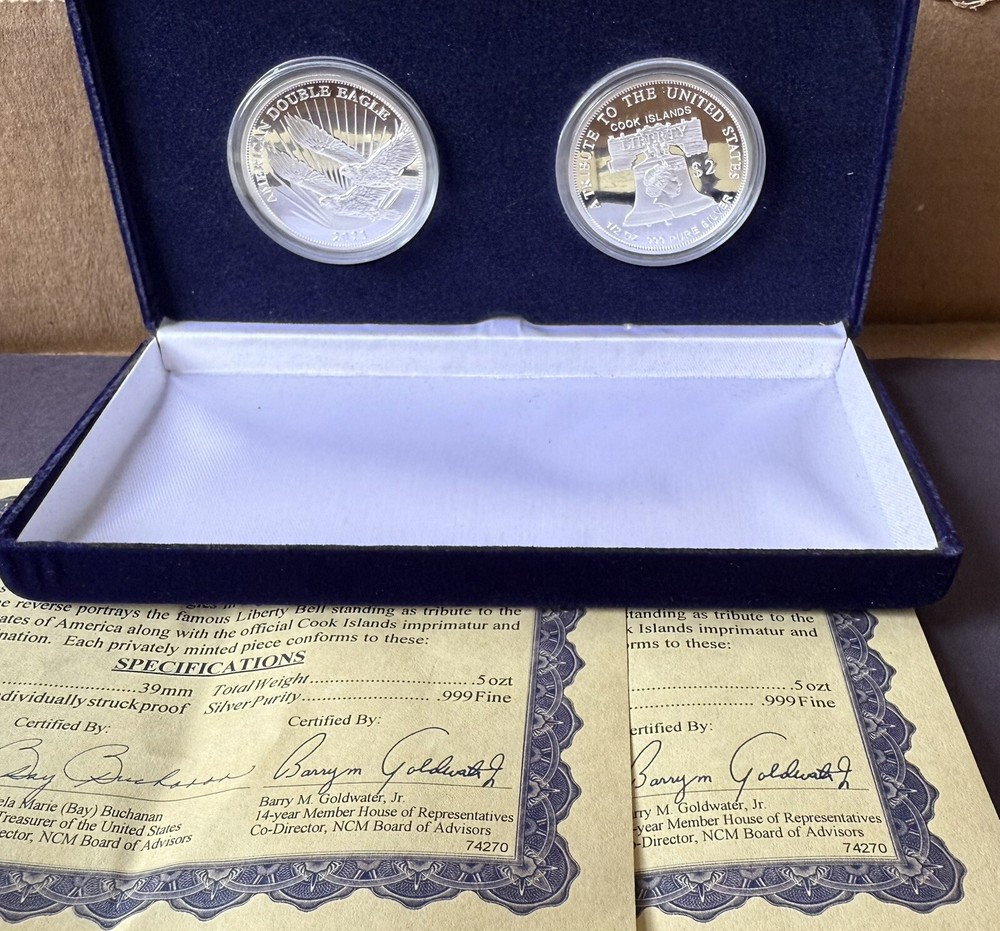 AMERICAN DOUBLE EAGLE
A TRIBUTE TO THE UNITED STATES
COOK ISLANDS
LIBERTY
$2
1/2 OZ .999 PURE SILVER
e reverse portrays the famous Liberty Bell standing as tribute to the
ates of America along with the official Cook Islands imprimatur and
nation. Each privately minted piece conforms to these:
SPECIFICATIONS
39mm Total Weight .5 ozt
ndividually struck proof Silver Purity .999 Fine
Certified By: Certified By:
Bay Buchanan Barry m Goldwater Jr
ela Marie (Bay) Buchanan
Treasurer of the United States
ector, NCM Board of Advisors
Barry M. Goldwater, Jr.
14-year Member House of Representatives
Co-Director, NCM Board of Advisors
74270
tanding as tribute to the
k Islands imprimatur and
rms to these:
.5 ozt
.999 Fine
ertified By:
Barry m Goldwater Jr
rry M. Goldwater, Jr.
-year Member House of Representatives
o-Director, NCM Board of Advisors
74270